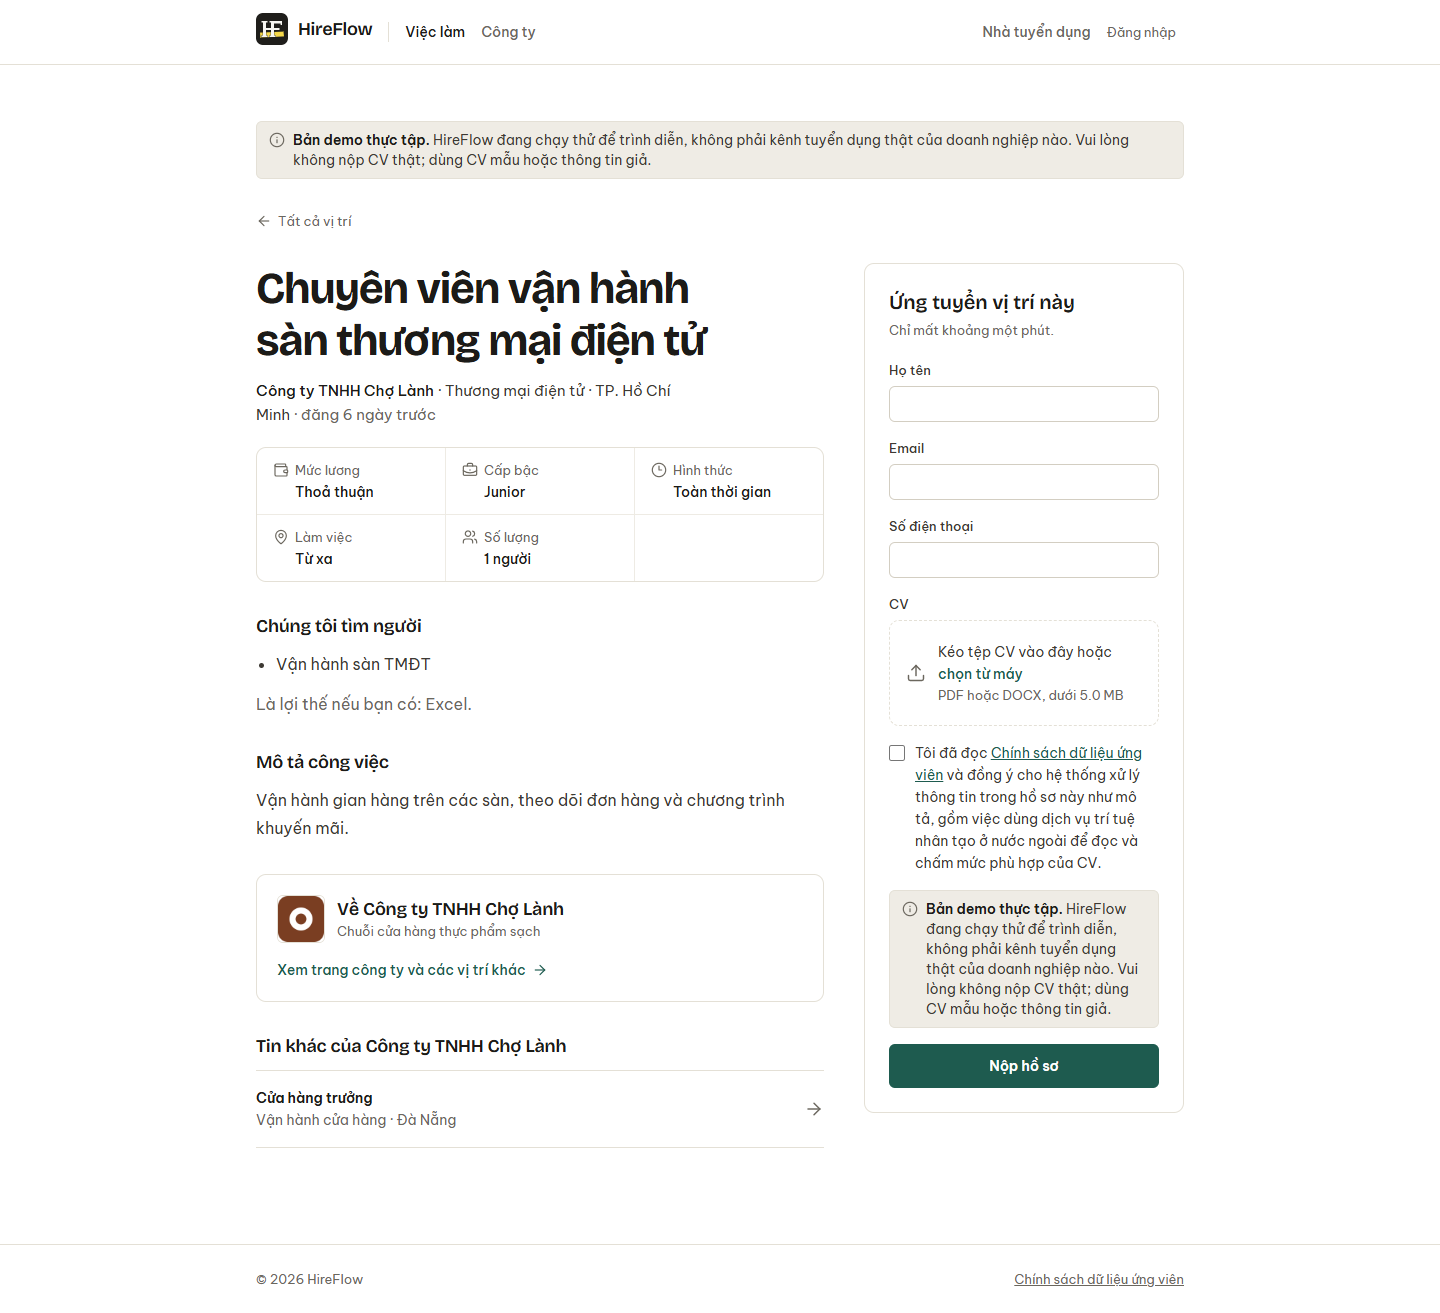 HF HireFlow Việc làm Công ty Nhà tuyển dụng Đăng nhập
Bản demo thực tập. HireFlow đang chạy thử để trình diễn, không phải kênh tuyển dụng thật của doanh nghiệp nào. Vui lòng
không nộp CV thật; dùng CV mẫu hoặc thông tin giả.
Tất cả vị trí
Chuyên viên vận hành
sàn thương mại điện tử
Công ty TNHH Chợ Lành · Thương mại điện tử · TP. Hồ Chí
Minh · đăng 6 ngày trước
Mức lương
Thoả thuận
Cấp bậc
Junior
Hình thức
Toàn thời gian
Làm việc
Từ xa
Số lượng
1 người
Chúng tôi tìm người
• Vận hành sàn TMĐT
Là lợi thế nếu bạn có: Excel.
Mô tả công việc
Vận hành gian hàng trên các sàn, theo dõi đơn hàng và chương trình
khuyến mãi.
Về Công ty TNHH Chợ Lành
Chuỗi cửa hàng thực phẩm sạch
Xem trang công ty và các vị trí khác
Tin khác của Công ty TNHH Chợ Lành
Cửa hàng trưởng
Vận hành cửa hàng · Đà Nẵng
Ứng tuyển vị trí này
Chỉ mất khoảng một phút.
Họ tên
Email
Số điện thoại
CV
Kéo tệp CV vào đây hoặc
chọn từ máy
PDF hoặc DOCX, dưới 5.0 MB
Tôi đã đọc Chính sách dữ liệu ứng
viên và đồng ý cho hệ thống xử lý
thông tin trong hồ sơ này như mô
tả, gồm việc dùng dịch vụ trí tuệ
nhân tạo ở nước ngoài để đọc và
chấm mức phù hợp của CV.
Bản demo thực tập. HireFlow
đang chạy thử để trình diễn,
không phải kênh tuyển dụng
thật của doanh nghiệp nào. Vui
lòng không nộp CV thật; dùng
CV mẫu hoặc thông tin giả.
Nộp hồ sơ
© 2026 HireFlow
Chính sách dữ liệu ứng viên